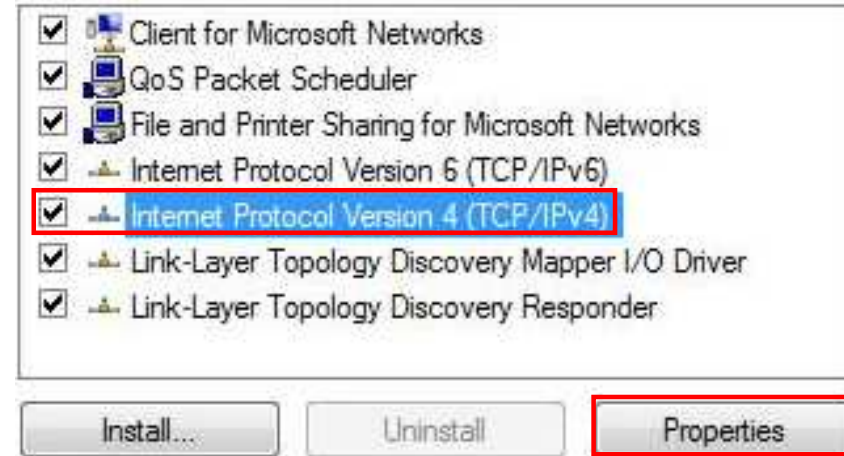 Client for Microsoft Networks
QoS Packet Scheduler
File and Printer Sharing for Microsoft Networks
Internet Protocol Version 6 (TCP/IPv6)
Internet Protocol Version 4 (TCP/IPv4)
Link-Layer Topology Discovery Mapper I/O Driver
Link-Layer Topology Discovery Responder
Install... Uninstall Properties